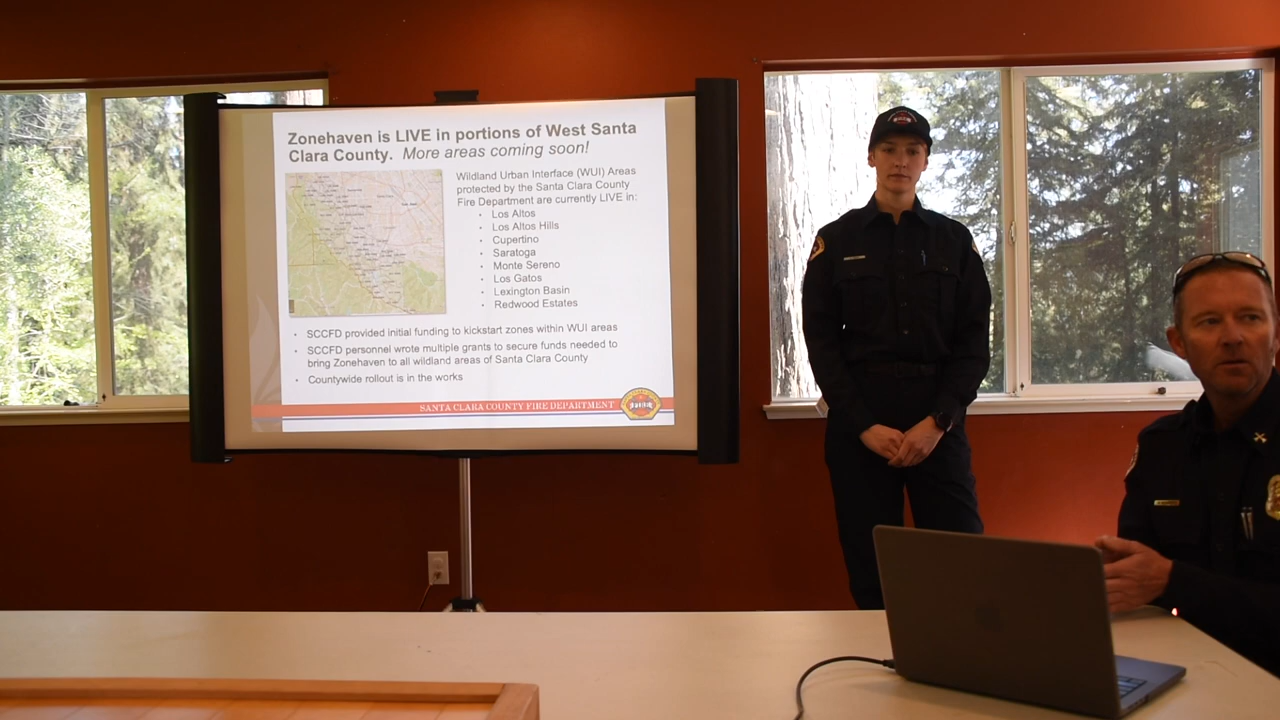 Zonehaven is LIVE in portions of West Santa
Clara County. More areas coming soon!
Wildland Urban Interface (WUI) Areas
protected by the Santa Clara County
Fire Department are currently LIVE in:
• Los Altos
• Los Altos Hills
• Cupertino
• Saratoga
• Monte Sereno
• Los Gatos
• Lexington Basin
• Redwood Estates
• SCCFD provided initial funding to kickstart zones within WUI areas
• SCCFD personnel wrote multiple grants to secure funds needed to
bring Zonehaven to all wildland areas of Santa Clara County
• Countywide rollout is in the works
SANTA CLARA COUNTY FIRE DEPARTMENT
FIRE